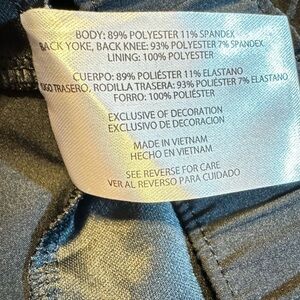 BODY: 89% POLYESTER 11% SPANDEX
BACK YOKE, BACK KNEE: 93% POLYESTER 7% SPANDEX
LINING: 100% POLYESTER
CUERPO: 89% POLIÉSTER 11% ELASTANO
TRASERO, RODILLA TRASERA: 93% POLIÉSTER 7% ELASTANO
FORRO: 100% POLIÉSTER
EXCLUSIVE OF DECORATION
EXCLUSIVO DE DECORACIÓN
MADE IN VIETNAM
HECHO EN VIETNAM
SEE REVERSE FOR CARE
VER AL REVERSO PARA CUIDADO